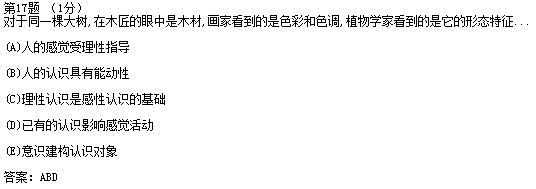 第17题 (1分)
对于同一棵大树,在木匠的眼中是木材,画家看到的是色彩和色调,植物学家看到的是它的形态特征...
(A)人的感觉受理性指导
(B)人的认识具有能动性
(C)理性认识是感性认识的基础
(D)已有的认识影响感觉活动
(E)意识建构认识对象
答案: ABD